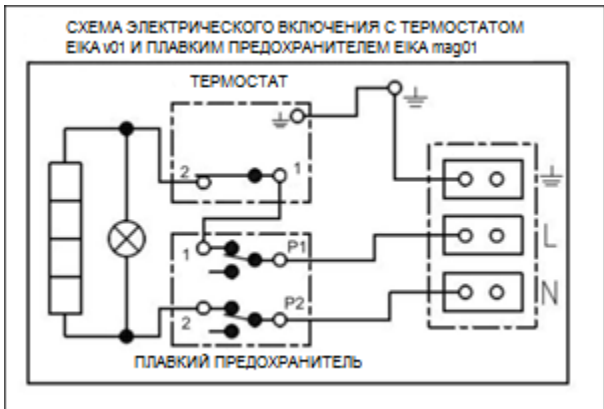 СХЕМА ЭЛЕКТРИЧЕСКОГО ВКЛЮЧЕНИЯ С ТЕРМОСТАТОМ
EIKA v01 И ПЛАВКИМ ПРЕДОХРАНИТЕЛЕМ EIKA mag01
ТЕРМОСТАТ
2
1
1
P1
L
2
P2
N
ПЛАВКИЙ ПРЕДОХРАНИТЕЛЬ